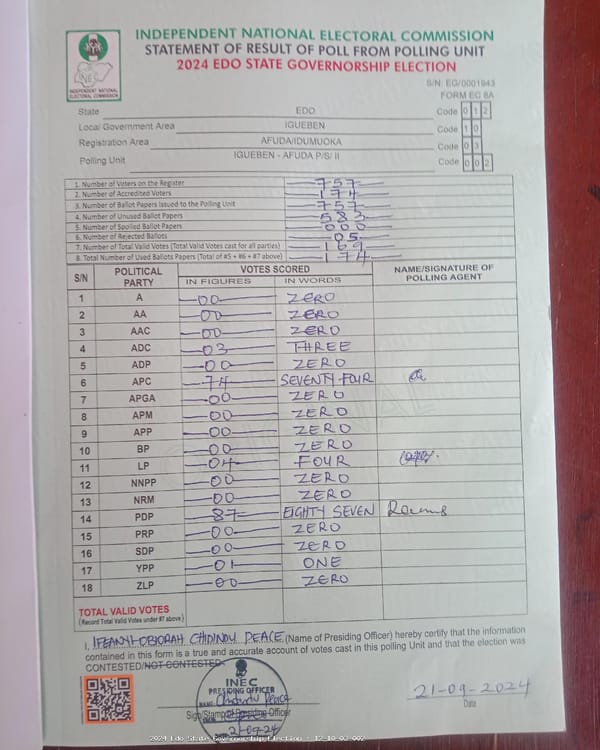 INDEPENDENT NATIONAL ELECTORAL COMMISSION
STATEMENT OF RESULT OF POLL FROM POLLING UNIT
2024 EDO STATE GOVERNORSHIP ELECTION
INEC
INDEPENDENT NATIONAL
ELECTORAL COMMISSION
S/N: EG/0001943
FORM EC 8A
State EDO Code 0 1 2
Local Government Area IGUEBEN Code 1 0
Registration Area AFUDA/IDUMUOKA Code 0 3
Polling Unit IGUEBEN - AFUDA P/S/ II Code 0 0 2
1. Number of Voters on the Register 757
2. Number of Accredited Voters 174
3. Number of Ballot Papers Issued to the Polling Unit 757
4. Number of Unused Ballot Papers 583
5. Number of Spoiled Ballot Papers 000
6. Number of Rejected Ballots 05
7. Number of Total Valid Votes (Total Valid Votes cast for all parties) 169
8. Total Number of Used Ballots Papers (Total of #5 + #6 + #7 above) 174
S/N POLITICAL PARTY VOTES SCORED NAME/SIGNATURE OF POLLING AGENT
IN FIGURES IN WORDS
1 A 00 ZERO
2 AA 00 ZERO
3 AAC 00 ZERO
4 ADC 03 THREE
5 ADP 00 ZERO
6 APC 74 SEVENTY-FOUR
7 APGA 00 ZERO
8 APM 00 ZERO
9 APP 00 ZERO
10 BP 00 ZERO
11 LP 04 FOUR
12 NNPP 00 ZERO
13 NRM 00 ZERO
14 PDP 87 EIGHTY SEVEN
15 PRP 00 ZERO
16 SDP 00 ZERO
17 YPP 01 ONE
18 ZLP 00 ZERO
TOTAL VALID VOTES
(Record Total Valid Votes under #7 above)
I, IFEANYI-OBIORAH CHIDINDU PEACE (Name of Presiding Officer) hereby certify that the information
contained in this form is a true and accurate account of votes cast in this polling Unit and that the election was
CONTESTED/NOT CONTESTED
INEC
PRESIDING OFFICER
NAME Chidindu Peace
Sign/Stamp of Presiding Officer
DATE 21-09-24
21-09-2024
Date
2024 Edo State Governorship Election - 12-10-03-002